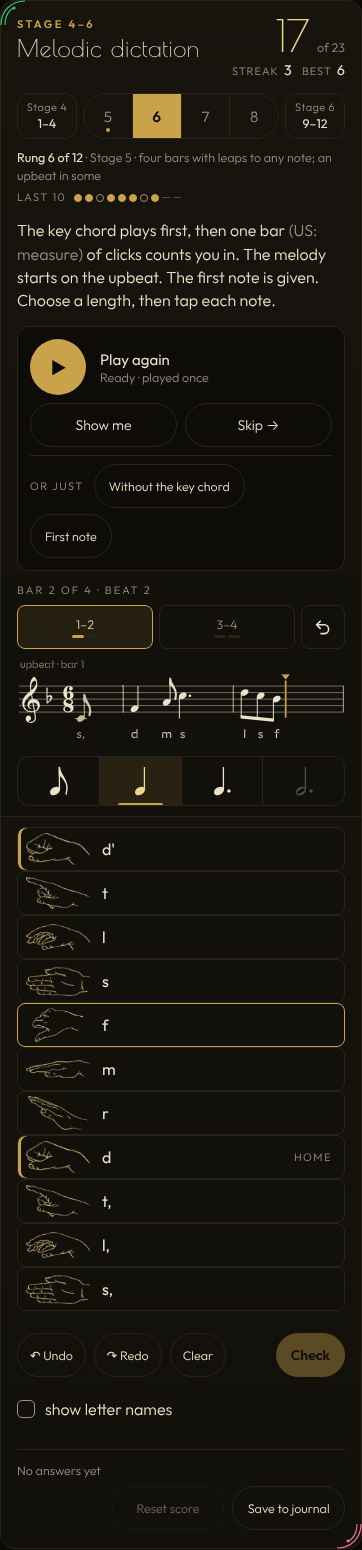 STAGE 4–6
Melodic dictation
17 of 23
STREAK 3 BEST 6
Stage 4
1–4
5
6
7
8
Stage 6
9–12
Rung 6 of 12 · Stage 5 · four bars with leaps to any note; an
upbeat in some
LAST 10
The key chord plays first, then one bar (US:
measure) of clicks counts you in. The melody
starts on the upbeat. The first note is given.
Choose a length, then tap each note.
Play again
Ready · played once
Show me
Skip →
OR JUST
Without the key chord
First note
BAR 2 OF 4 · BEAT 2
1–2
3–4
upbeat · bar 1
6
8
s, d m s l s f
d'
t
l
s
f
m
r
d HOME
t,
l,
s,
↶ Undo
↷ Redo
Clear
Check
show letter names
No answers yet
Reset score
Save to journal